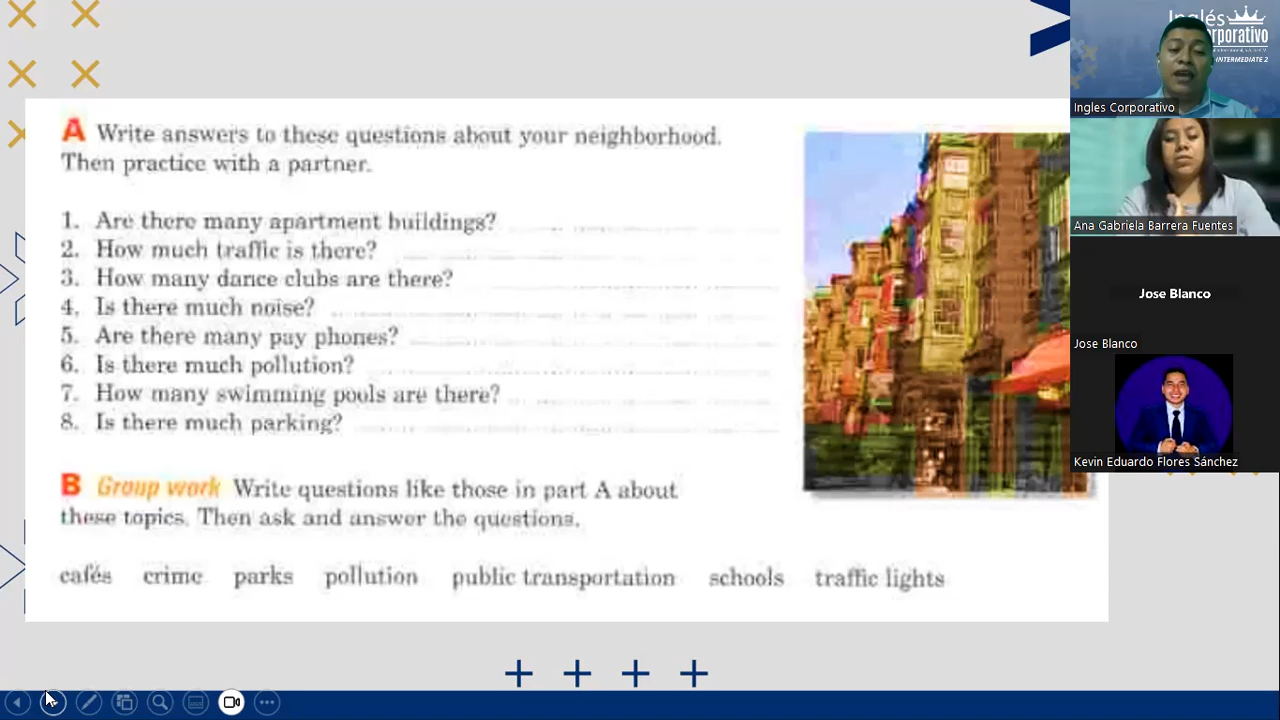 Inglés
Corporativo
INTERMEDIATE 2
Ingles Corporativo
Ana Gabriela Barrera Fuentes
Jose Blanco
Jose Blanco
Kevin Eduardo Flores Sánchez
A Write answers to these questions about your neighborhood.
Then practice with a partner.
1. Are there many apartment buildings?
2. How much traffic is there?
3. How many dance clubs are there?
4. Is there much noise?
5. Are there many pay phones?
6. Is there much pollution?
7. How many swimming pools are there?
8. Is there much parking?
B Group work Write questions like those in part A about
these topics. Then ask and answer the questions.
cafés crime parks pollution public transportation schools traffic lights